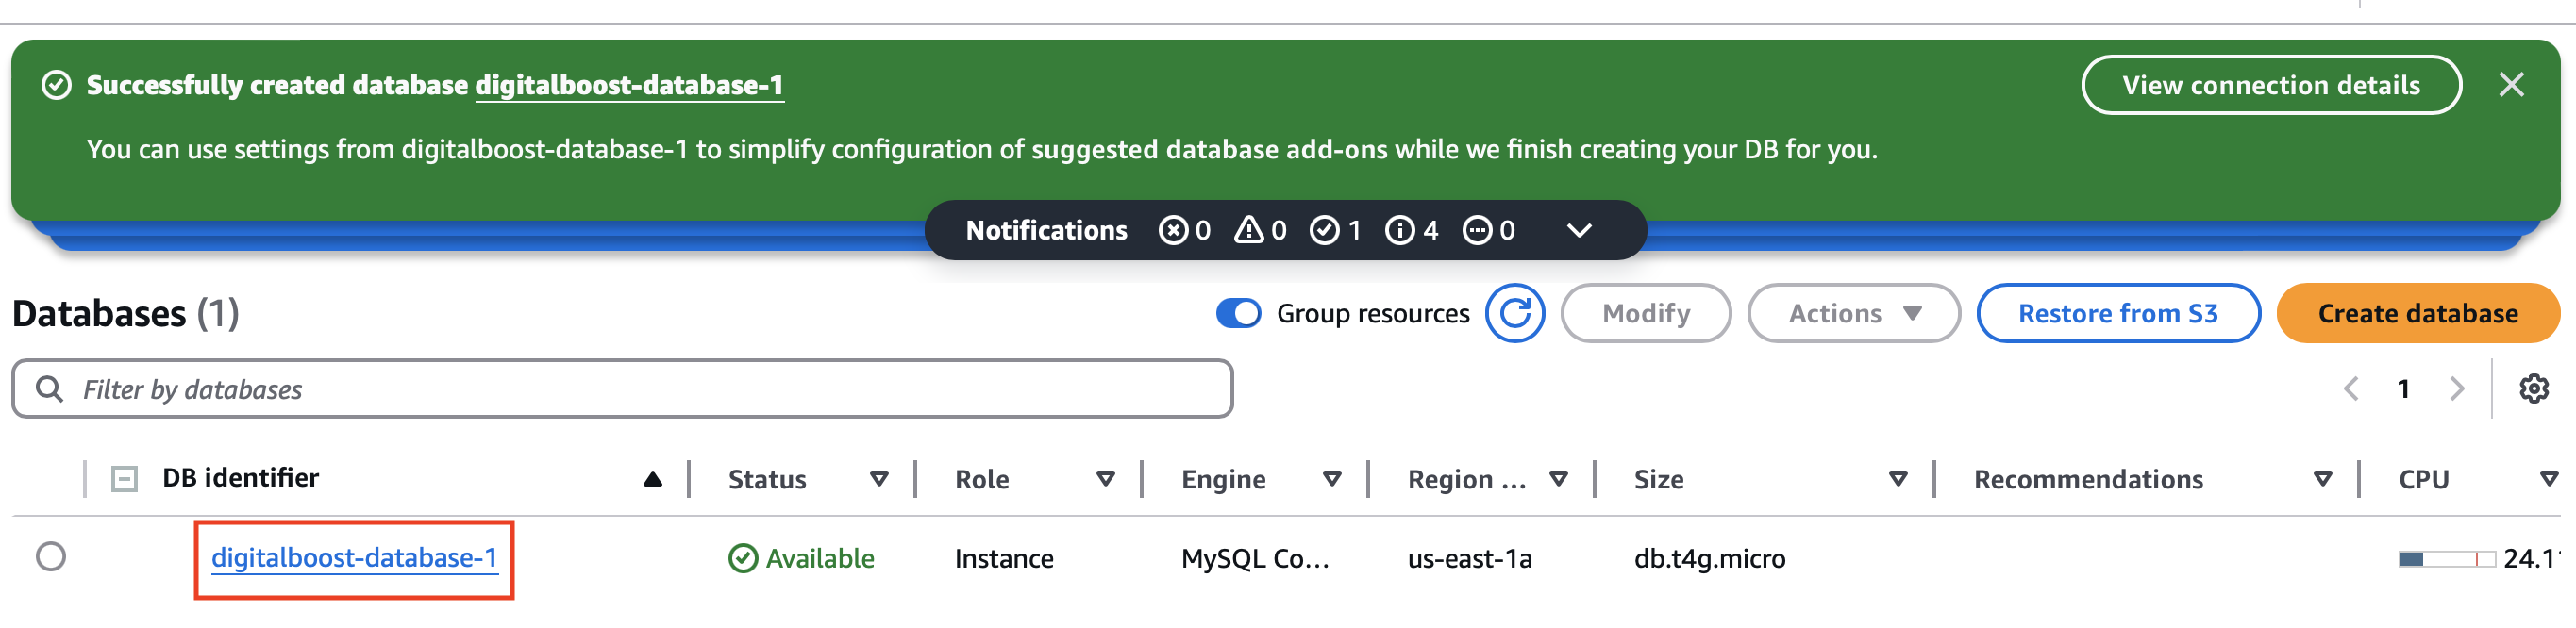 Successfully created database digitalboost-database-1
View connection details
You can use settings from digitalboost-database-1 to simplify configuration of suggested database add-ons while we finish creating your DB for you.
Notifications 0 0 1 4 0
Databases (1)
Group resources
Modify
Actions
Restore from S3
Create database
Filter by databases
1
DB identifier Status Role Engine Region ... Size Recommendations CPU
digitalboost-database-1 Available Instance MySQL Co... us-east-1a db.t4g.micro 24.1